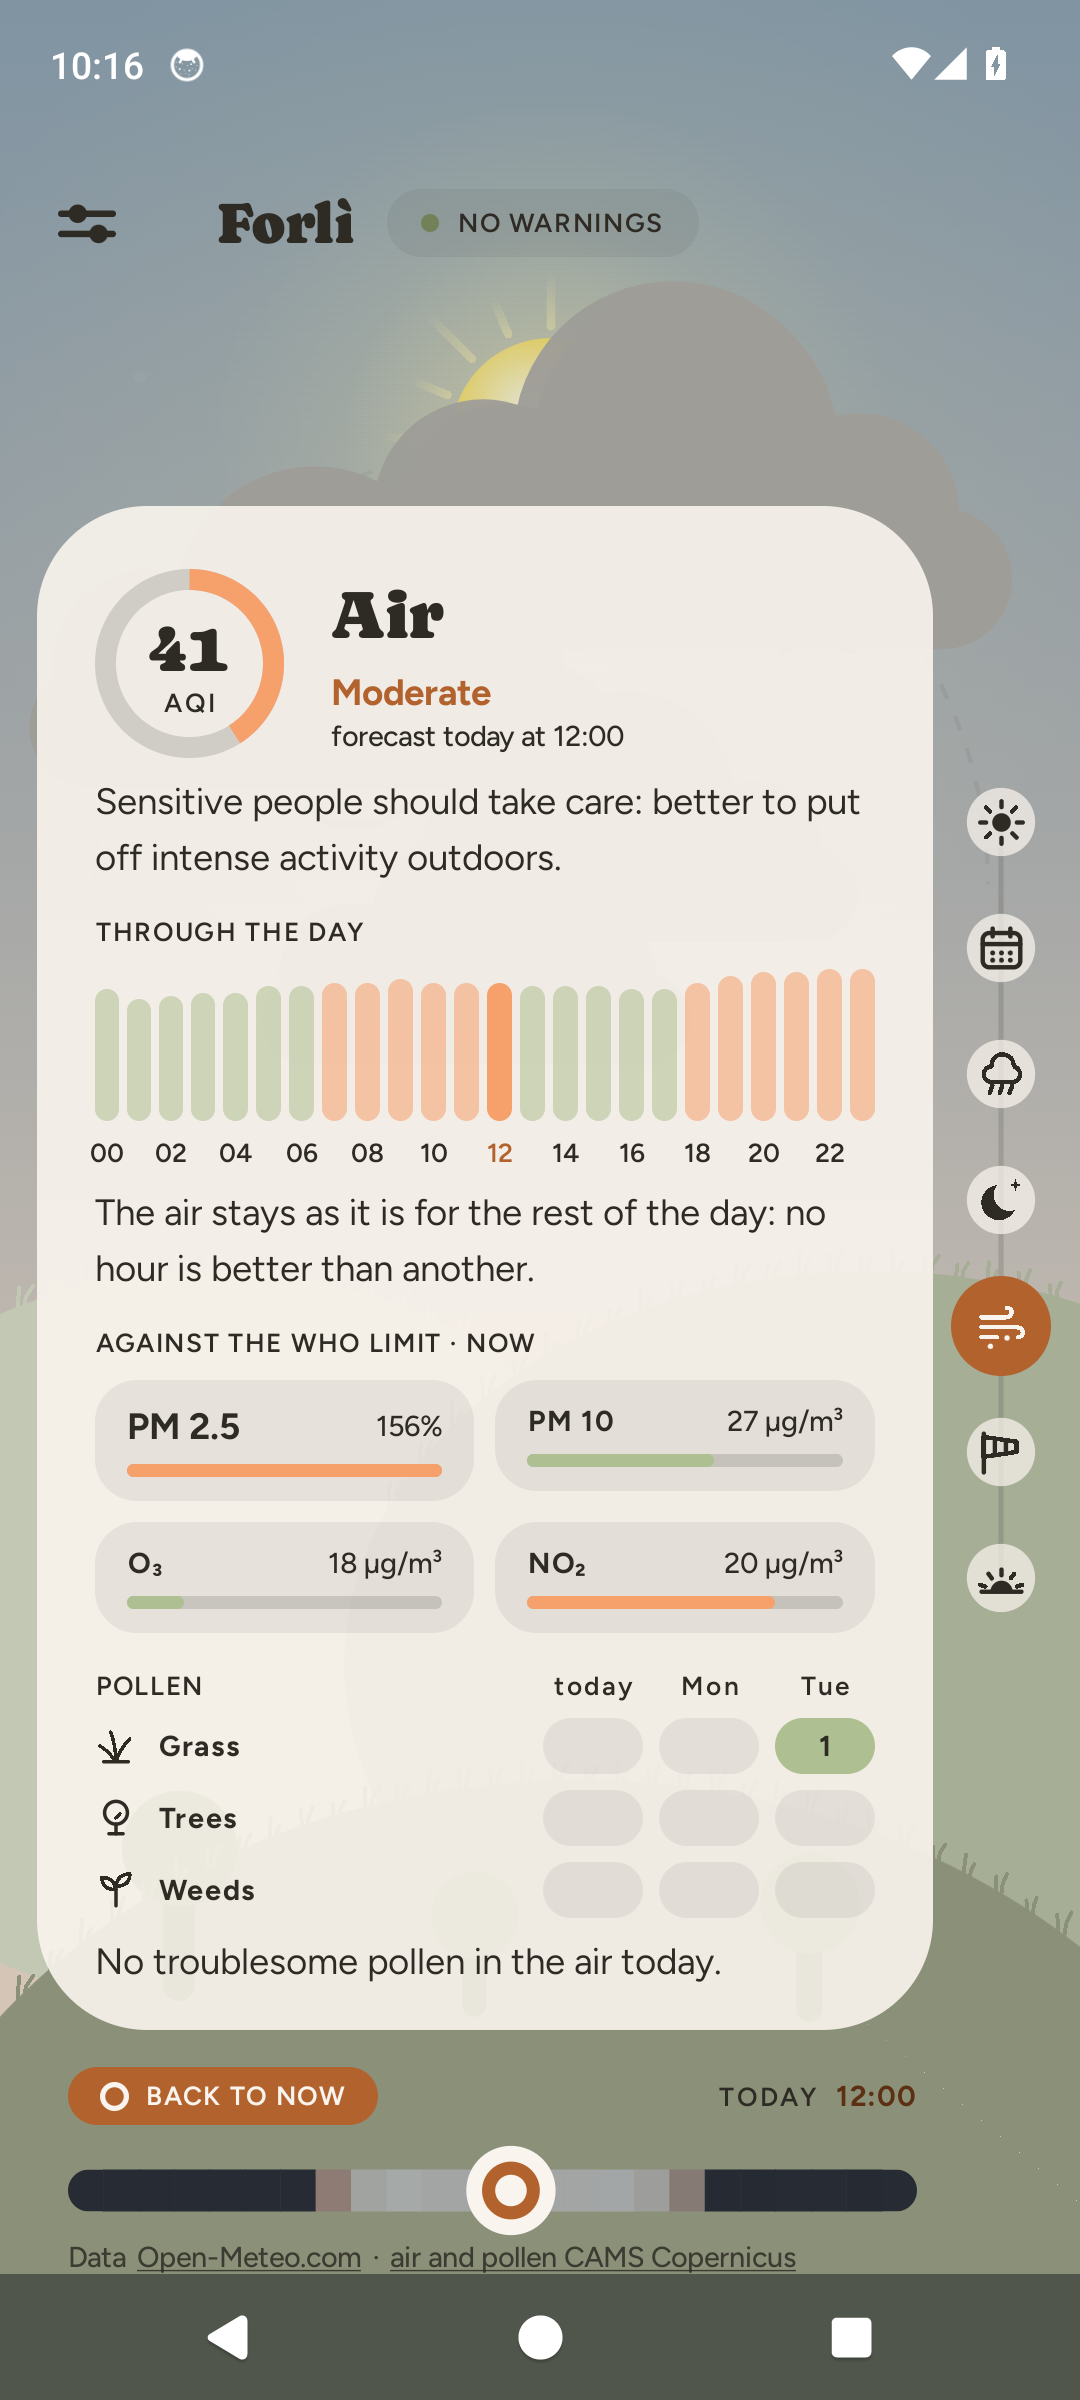 10:16
Forlì
NO WARNINGS
41
AQI
Air
Moderate
forecast today at 12:00
Sensitive people should take care: better to put
off intense activity outdoors.
THROUGH THE DAY
00 02 04 06 08 10 12 14 16 18 20 22
The air stays as it is for the rest of the day: no
hour is better than another.
AGAINST THE WHO LIMIT · NOW
PM 2.5 156%
PM 10 27 µg/m³
O₃ 18 µg/m³
NO₂ 20 µg/m³
POLLEN today Mon Tue
Grass 1
Trees
Weeds
No troublesome pollen in the air today.
BACK TO NOW
TODAY 12:00
Data Open-Meteo.com · air and pollen CAMS Copernicus